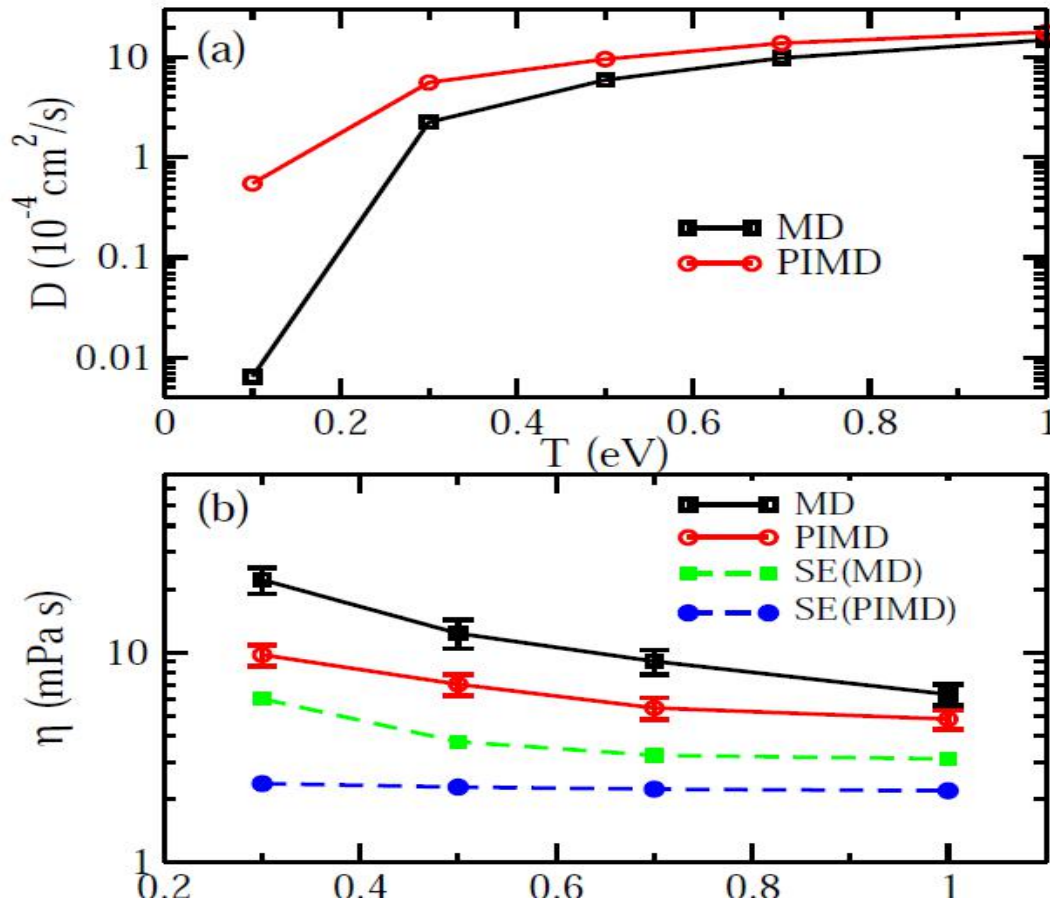 (a)
10
1
0.1
0.01
D (10⁻⁴ cm²/s)
MD
PIMD
0 0.2 0.4 0.6 0.8 1
T (eV)
(b)
10
1
η (mPa s)
MD
PIMD
SE(MD)
SE(PIMD)
0.2 0.4 0.6 0.8 1